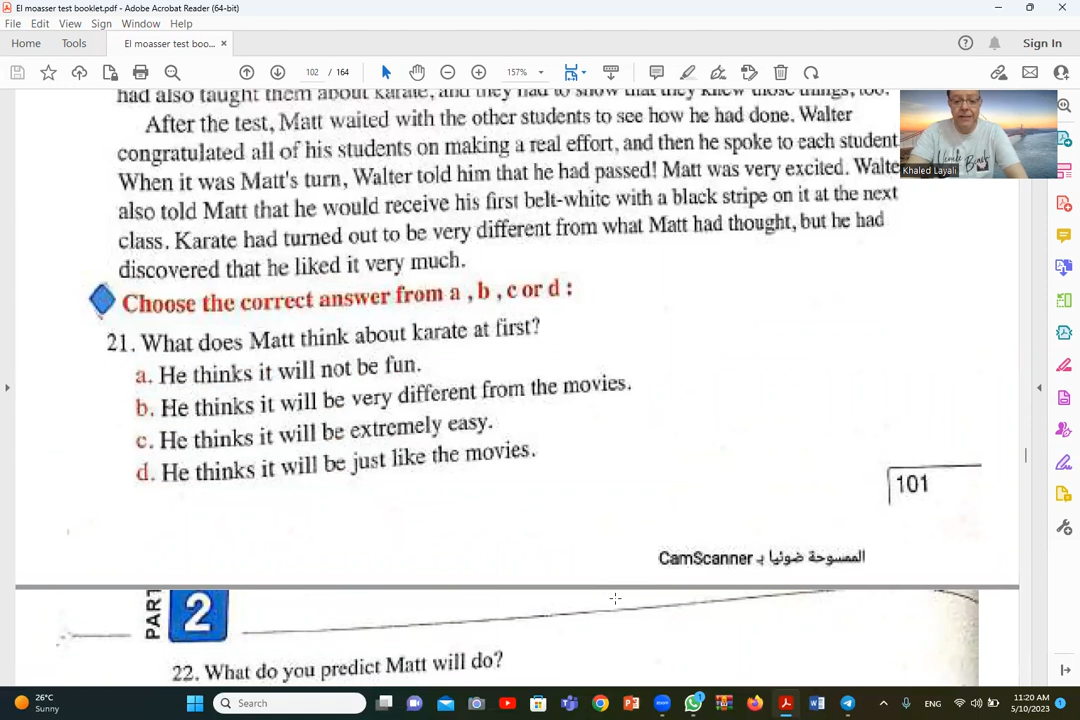 El moasser test booklet.pdf - Adobe Acrobat Reader (64-bit)
File Edit View Sign Window Help
Home Tools El moasser test boo... × Sign In
102 / 164 157%
had also taught them about karate, and they had to show that they knew those things, too.
After the test, Matt waited with the other students to see how he had done. Walter
congratulated all of his students on making a real effort, and then he spoke to each student
When it was Matt's turn, Walter told him that he had passed! Matt was very excited. Walte
also told Matt that he would receive his first belt-white with a black stripe on it at the next
class. Karate had turned out to be very different from what Matt had thought, but he had
discovered that he liked it very much.
Khaled Layali
Choose the correct answer from a , b , c or d :
21. What does Matt think about karate at first?
a. He thinks it will not be fun.
b. He thinks it will be very different from the movies.
c. He thinks it will be extremely easy.
d. He thinks it will be just like the movies.
101
الممسوحة ضوئيا بـ CamScanner
PART 2
22. What do you predict Matt will do?
26°C
Sunny
Search
ENG
11:20 AM
5/10/2023